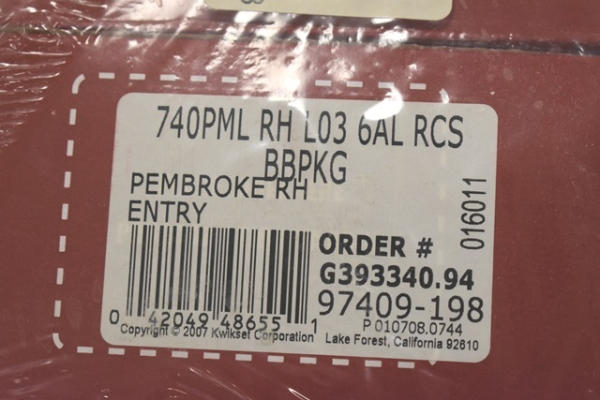 740PML RH L03 6AL RCS
BBPKG
PEMBROKE RH
ENTRY
016011
ORDER #
G393340.94
97409-198
0 42049 48655 1
P 010708.0744
Copyright © 2007 Kwikset Corporation Lake Forest, California 92610